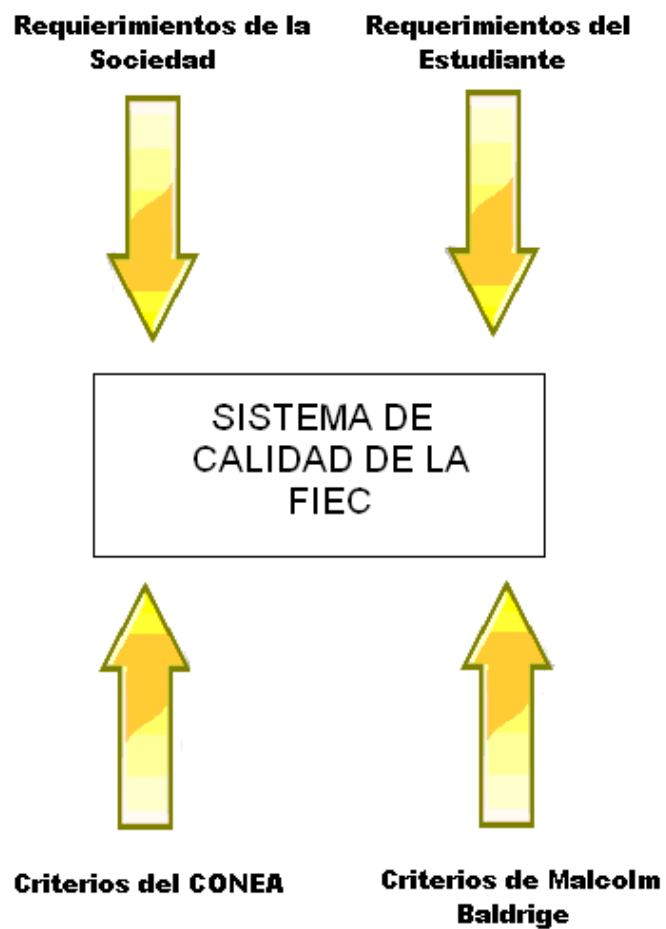 Requierimientos de la
Sociedad
Requerimientos del
Estudiante
SISTEMA DE
CALIDAD DE LA
FIEC
Criterios del CONEA
Criterios de Malcolm
Baldrige